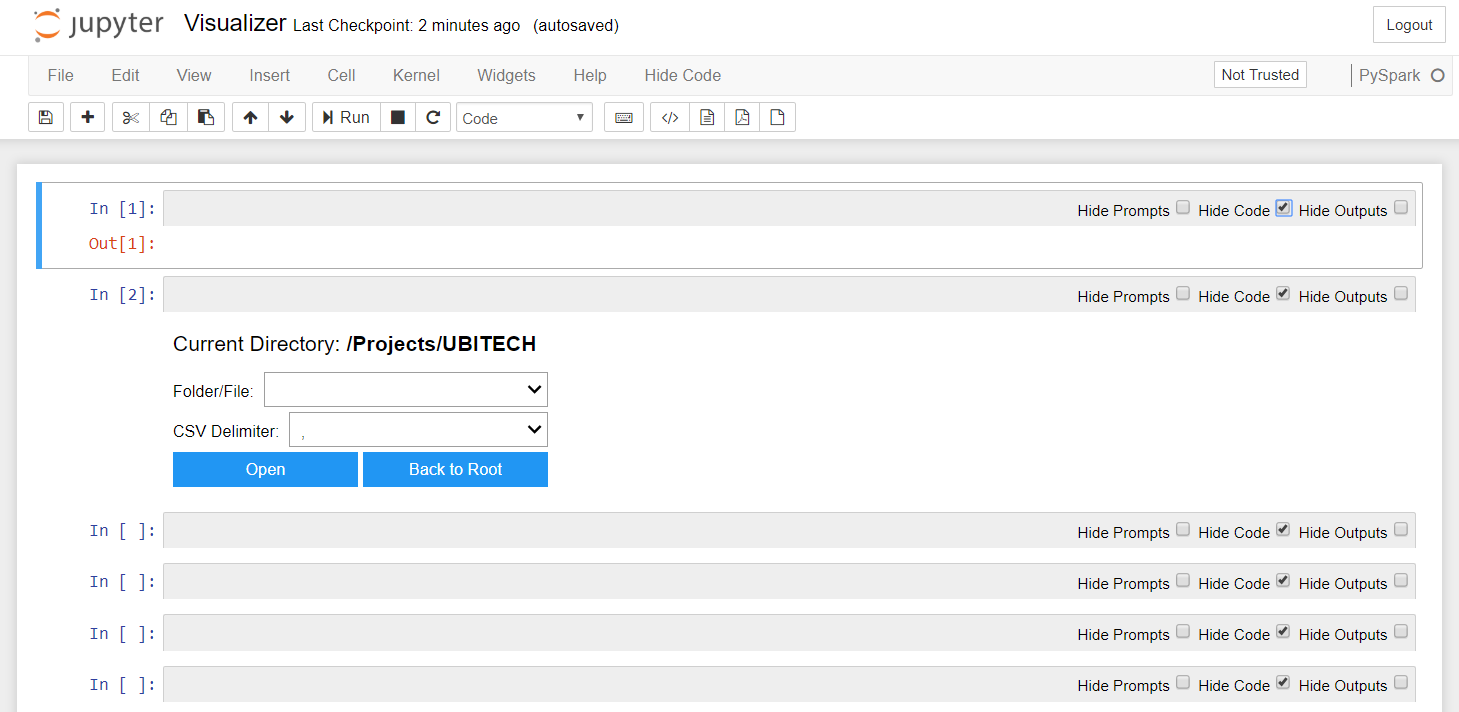 jupyter Visualizer Last Checkpoint: 2 minutes ago (autosaved) Logout
File Edit View Insert Cell Kernel Widgets Help Hide Code Not Trusted PySpark
Run Code
In [1]: Hide Prompts Hide Code Hide Outputs
Out[1]:
In [2]: Hide Prompts Hide Code Hide Outputs
Current Directory: /Projects/UBITECH
Folder/File:
CSV Delimiter: ,
Open Back to Root
In [ ]: Hide Prompts Hide Code Hide Outputs
In [ ]: Hide Prompts Hide Code Hide Outputs
In [ ]: Hide Prompts Hide Code Hide Outputs
In [ ]: Hide Prompts Hide Code Hide Outputs